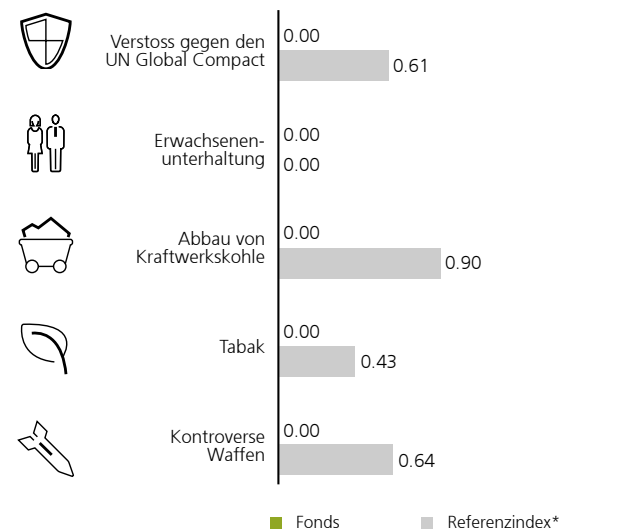 0.00
Verstoss gegen den
UN Global Compact
0.61
0.00
Erwachsenen-
unterhaltung
0.00
0.00
Abbau von
Kraftwerkskohle
0.90
0.00
Tabak
0.43
0.00
Kontroverse
Waffen
0.64
Fonds
Referenzindex*